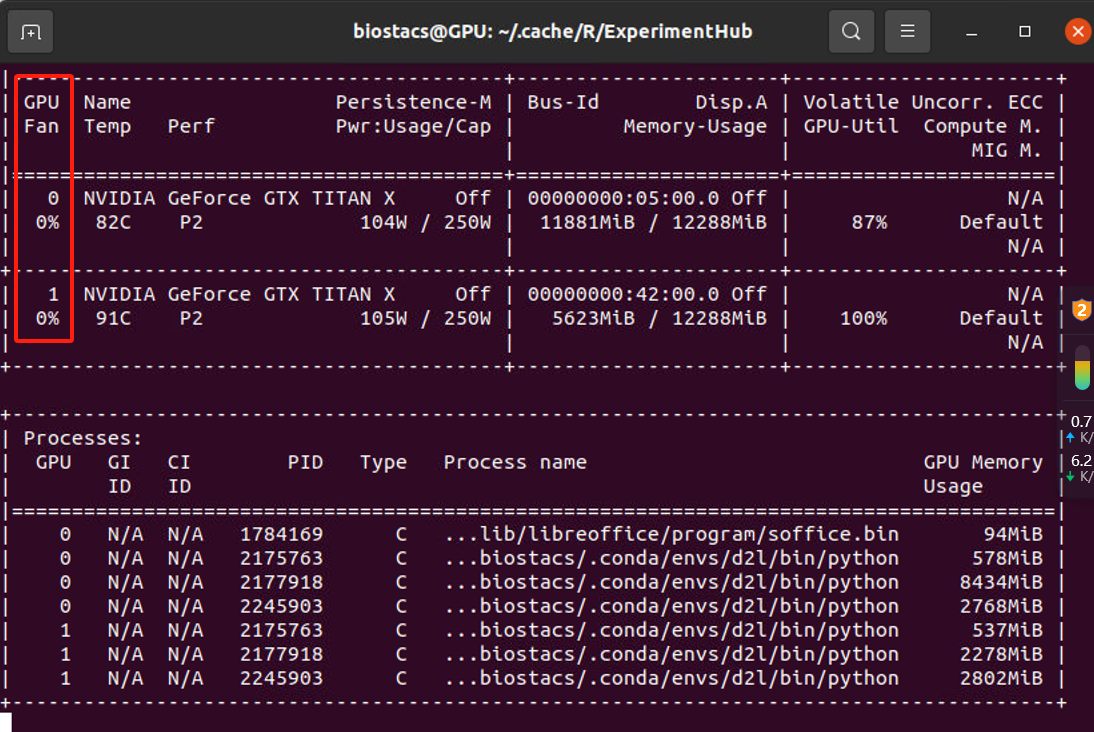 biostacs@GPU: ~/.cache/R/ExperimentHub
|-------------------------------+----------------------+----------------------+
| GPU  Name                 Persistence-M | Bus-Id        Disp.A | Volatile Uncorr. ECC |
| Fan  Temp   Perf          Pwr:Usage/Cap |         Memory-Usage | GPU-Util  Compute M. |
|                                         |                      |               MIG M. |
|=========================================+======================+======================|
|   0  NVIDIA GeForce GTX TITAN X     Off | 00000000:05:00.0 Off |                  N/A |
|  0%   82C    P2             104W / 250W |  11881MiB / 12288MiB |     87%      Default |
|                                         |                      |                  N/A |
+-----------------------------------------+----------------------+----------------------+
|   1  NVIDIA GeForce GTX TITAN X     Off | 00000000:42:00.0 Off |                  N/A |
|  0%   91C    P2             105W / 250W |   5623MiB / 12288MiB |    100%      Default |
|                                         |                      |                  N/A |
+-----------------------------------------+----------------------+----------------------+
+---------------------------------------------------------------------------------------+
| Processes:                                                                            |
|  GPU   GI   CI        PID   Type   Process name                            GPU Memory |
|        ID   ID                                                             Usage      |
|=======================================================================================|
|    0   N/A  N/A   1784169      C   ...lib/libreoffice/program/soffice.bin       94MiB |
|    0   N/A  N/A   2175763      C   ...biostacs/.conda/envs/d2l/bin/python      578MiB |
|    0   N/A  N/A   2177918      C   ...biostacs/.conda/envs/d2l/bin/python     8434MiB |
|    0   N/A  N/A   2245903      C   ...biostacs/.conda/envs/d2l/bin/python     2768MiB |
|    1   N/A  N/A   2175763      C   ...biostacs/.conda/envs/d2l/bin/python      537MiB |
|    1   N/A  N/A   2177918      C   ...biostacs/.conda/envs/d2l/bin/python     2278MiB |
|    1   N/A  N/A   2245903      C   ...biostacs/.conda/envs/d2l/bin/python     2802MiB |
+---------------------------------------------------------------------------------------+
2
0.7
K/
6.2
K/